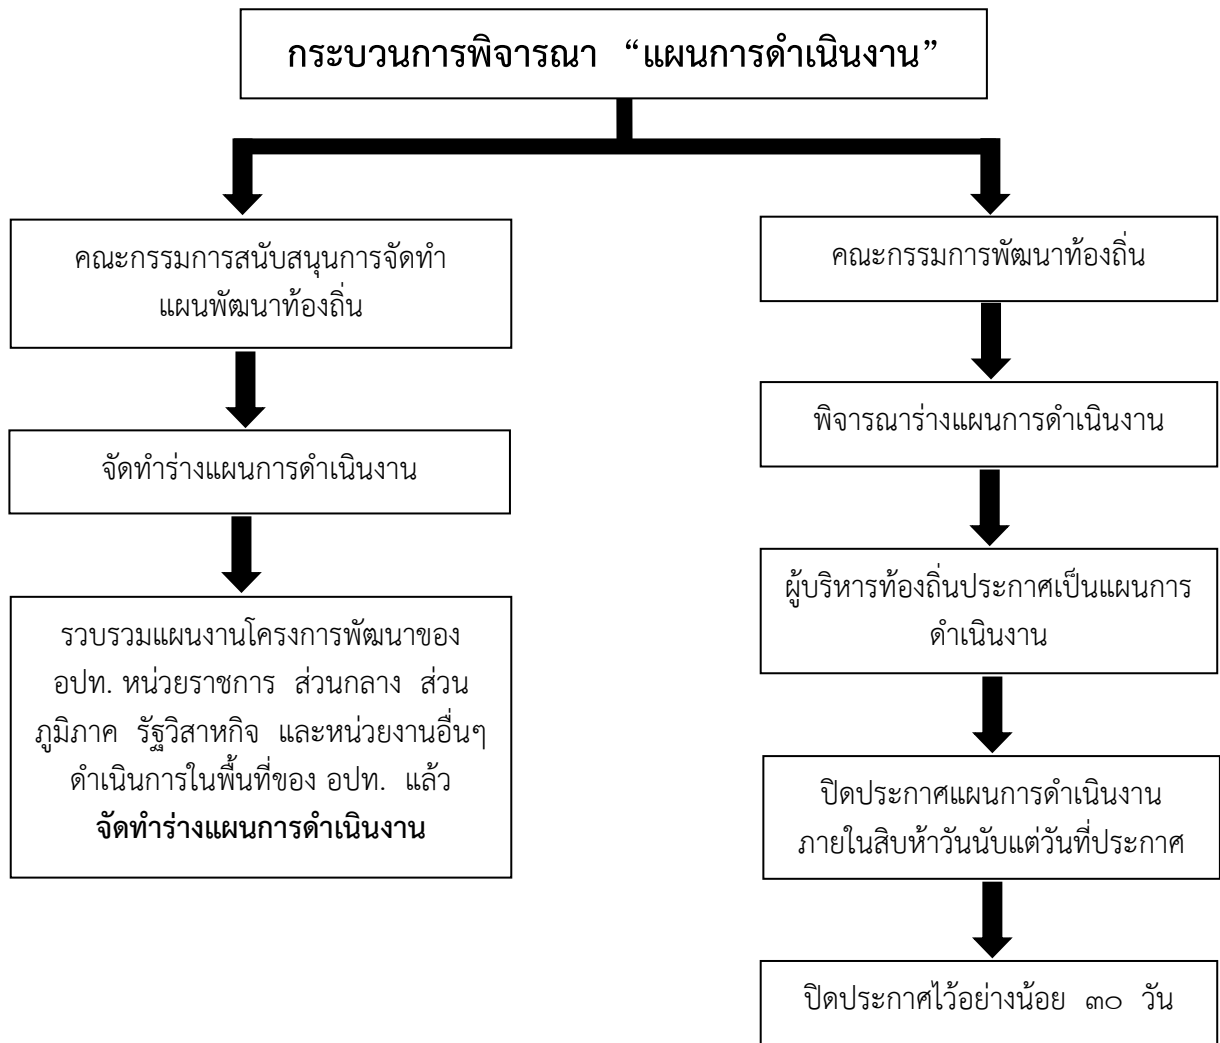 กระบวนการพิจารณา “แผนการดำเนินงาน”
คณะกรรมการสนับสนุนการจัดทำ
แผนพัฒนาท้องถิ่น
จัดทำร่างแผนการดำเนินงาน
รวบรวมแผนงานโครงการพัฒนาของ
อปท. หน่วยราชการ ส่วนกลาง ส่วน
ภูมิภาค รัฐวิสาหกิจ และหน่วยงานอื่นๆ
ดำเนินการในพื้นที่ของ อปท. แล้ว
จัดทำร่างแผนการดำเนินงาน
คณะกรรมการพัฒนาท้องถิ่น
พิจารณาร่างแผนการดำเนินงาน
ผู้บริหารท้องถิ่นประกาศเป็นแผนการ
ดำเนินงาน
ปิดประกาศแผนการดำเนินงาน
ภายในสิบห้าวันนับแต่วันที่ประกาศ
ปิดประกาศไว้อย่างน้อย ๓๐ วัน